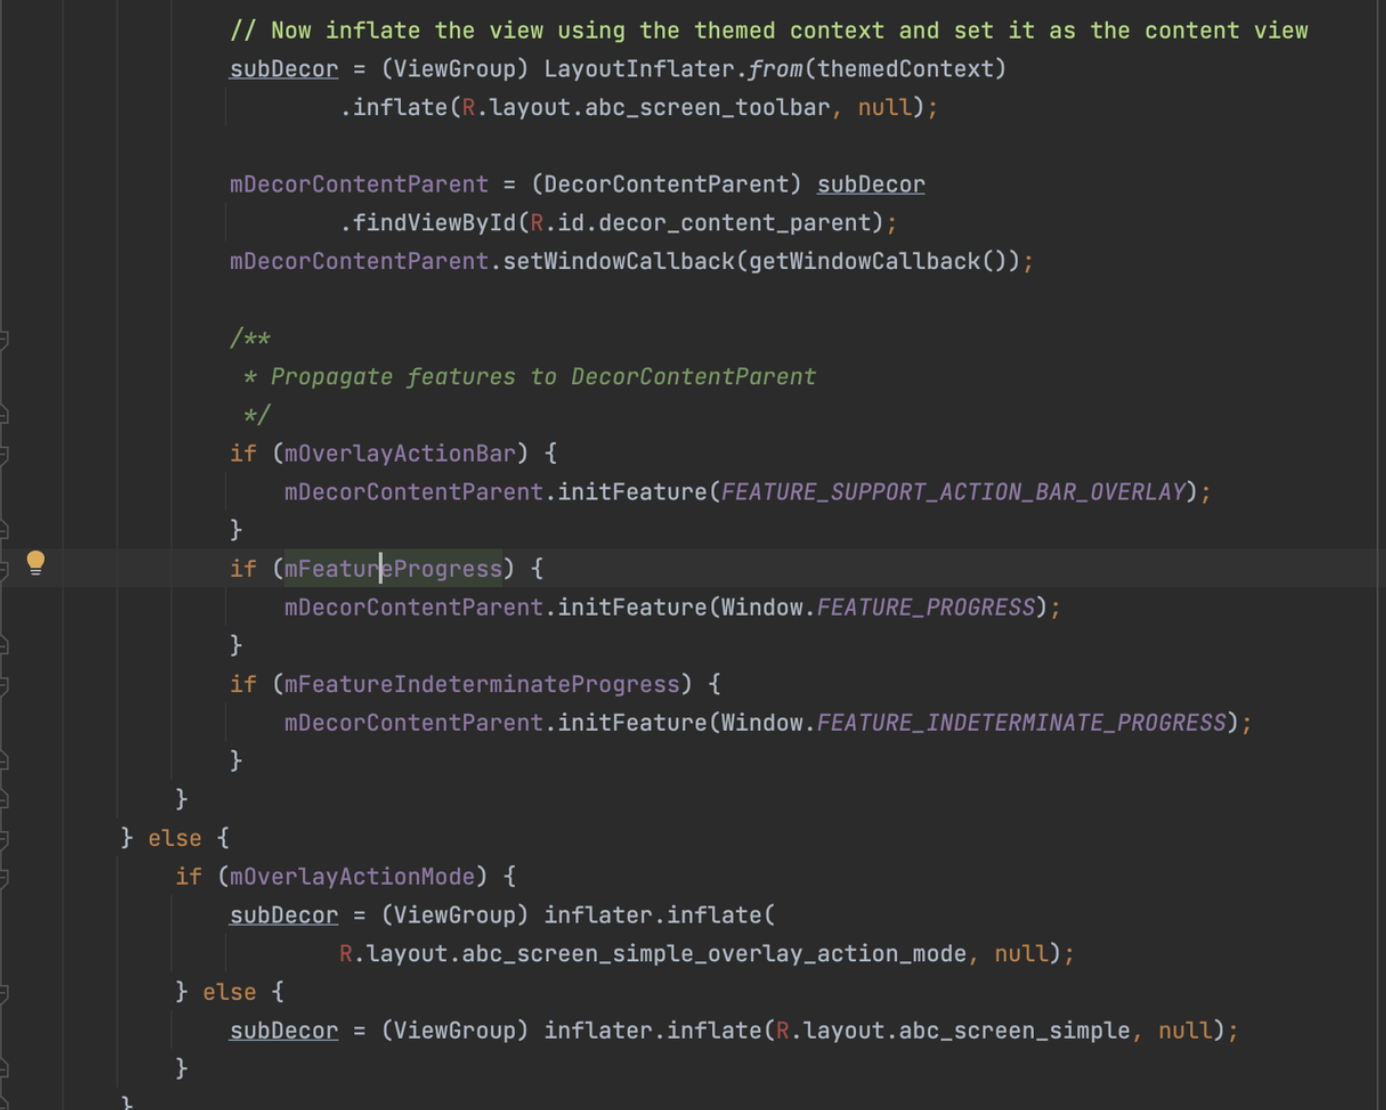 // Now inflate the view using the themed context and set it as the content view
subDecor = (ViewGroup) LayoutInflater.from(themedContext)
.inflate(R.layout.abc_screen_toolbar, null);
mDecorContentParent = (DecorContentParent) subDecor
.findViewById(R.id.decor_content_parent);
mDecorContentParent.setWindowCallback(getWindowCallback());
/**
* Propagate features to DecorContentParent
*/
if (mOverlayActionBar) {
mDecorContentParent.initFeature(FEATURE_SUPPORT_ACTION_BAR_OVERLAY);
}
if (mFeatureProgress) {
mDecorContentParent.initFeature(Window.FEATURE_PROGRESS);
}
if (mFeatureIndeterminateProgress) {
mDecorContentParent.initFeature(Window.FEATURE_INDETERMINATE_PROGRESS);
}
}
} else {
if (mOverlayActionMode) {
subDecor = (ViewGroup) inflater.inflate(
R.layout.abc_screen_simple_overlay_action_mode, null);
} else {
subDecor = (ViewGroup) inflater.inflate(R.layout.abc_screen_simple, null);
}
}